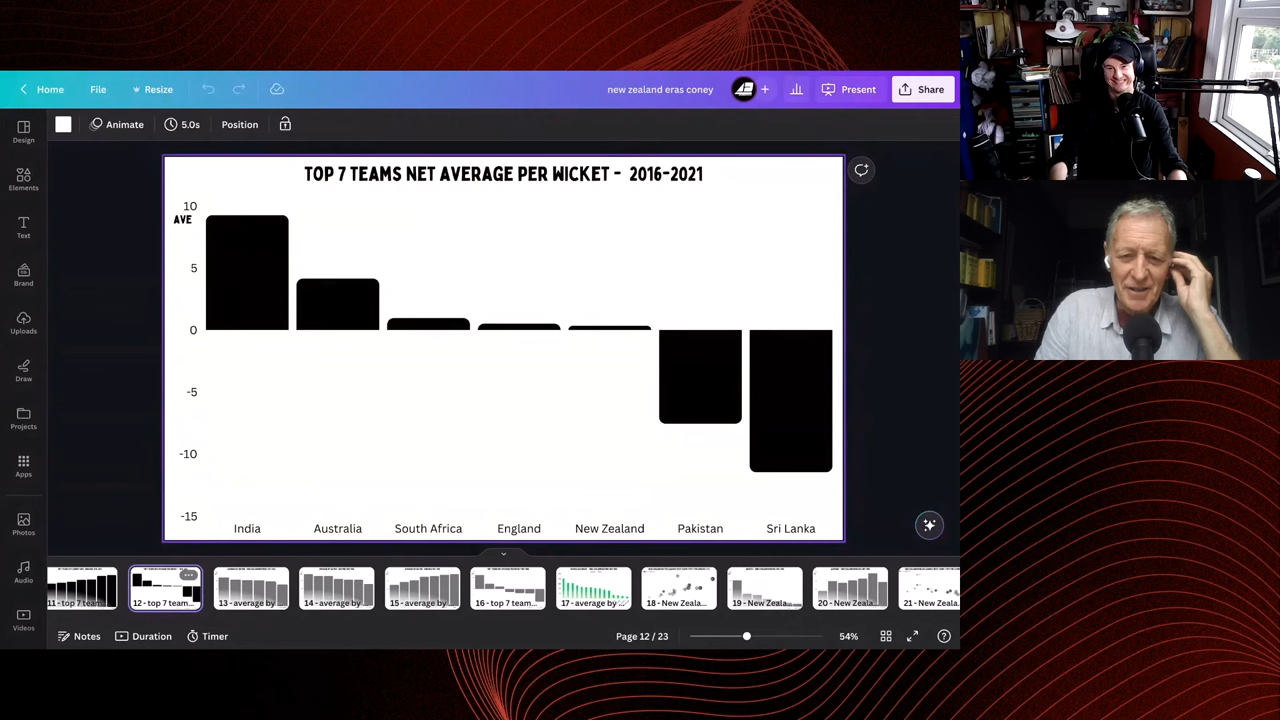 Home File Resize new zealand eras coney Present Share
Animate 5.0s Position
Design
Elements
Text
Brand
Uploads
Draw
Projects
Apps
Photos
Audio
Videos
TOP 7 TEAMS NET AVERAGE PER WICKET - 2016-2021
10
AVE
5
0
-5
-10
-15
India Australia South Africa England New Zealand Pakistan Sri Lanka
11 - top 7 team... 12 - top 7 team... 13 - average by ... 14 - average by ... 15 - average by ... 16 - top 7 team... 17 - average by ... 18 - New Zeala... 19 - New Zeala... 20 - New Zeala... 21 - New Zea...
Notes Duration Timer Page 12 / 23 54%